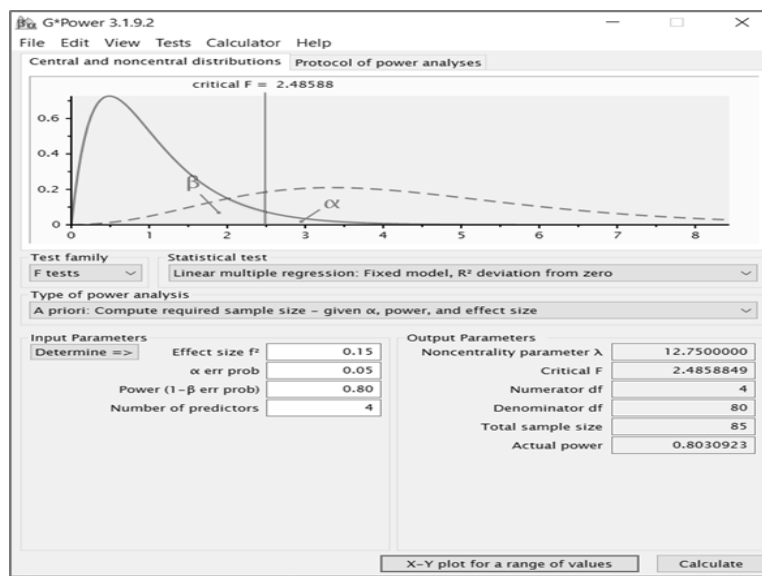 βα G*Power 3.1.9.2
File Edit View Tests Calculator Help
Central and noncentral distributions Protocol of power analyses
critical F = 2.48588
0.6
0.4
0.2
0
β
α
0 1 2 3 4 5 6 7 8
Test family Statistical test
F tests Linear multiple regression: Fixed model, R² deviation from zero
Type of power analysis
A priori: Compute required sample size – given α, power, and effect size
Input Parameters Output Parameters
Determine => Effect size f² 0.15 Noncentrality parameter λ 12.7500000
α err prob 0.05 Critical F 2.4858849
Power (1-β err prob) 0.80 Numerator df 4
Number of predictors 4 Denominator df 80
Total sample size 85
Actual power 0.8030923
X-Y plot for a range of values Calculate